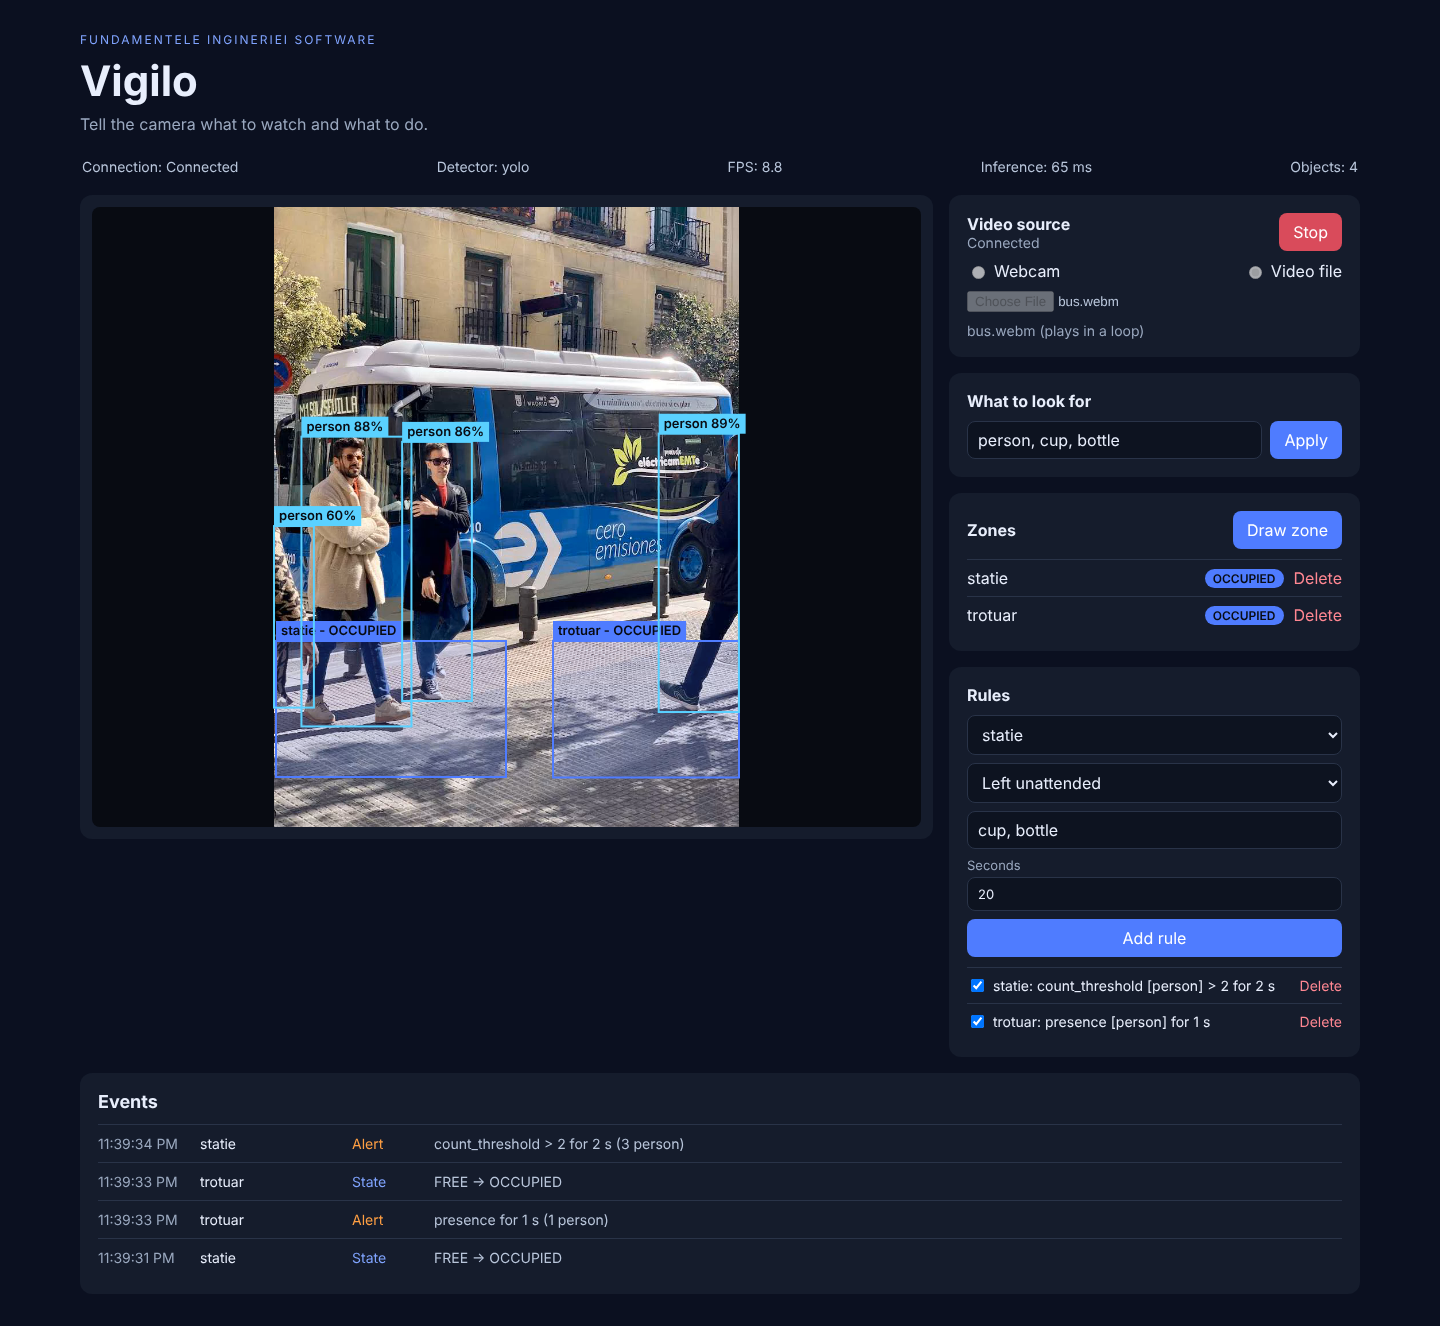 FUNDAMENTELE INGINERIEI SOFTWARE
Vigilo
Tell the camera what to watch and what to do.
Connection: Connected
Detector: yolo
FPS: 8.8
Inference: 65 ms
Objects: 4
person 88%
person 86%
person 89%
person 60%
eléctricamEMTe
cero
emisiones
statie - OCCUPIED
trotuar - OCCUPIED
Video source
Connected
Stop
Webcam
Video file
Choose File bus.webm
bus.webm (plays in a loop)
What to look for
person, cup, bottle
Apply
Zones
Draw zone
statie OCCUPIED Delete
trotuar OCCUPIED Delete
Rules
statie
Left unattended
cup, bottle
Seconds
20
Add rule
statie: count_threshold [person] > 2 for 2 s Delete
trotuar: presence [person] for 1 s Delete
Events
11:39:34 PM statie Alert count_threshold > 2 for 2 s (3 person)
11:39:33 PM trotuar State FREE → OCCUPIED
11:39:33 PM trotuar Alert presence for 1 s (1 person)
11:39:31 PM statie State FREE → OCCUPIED